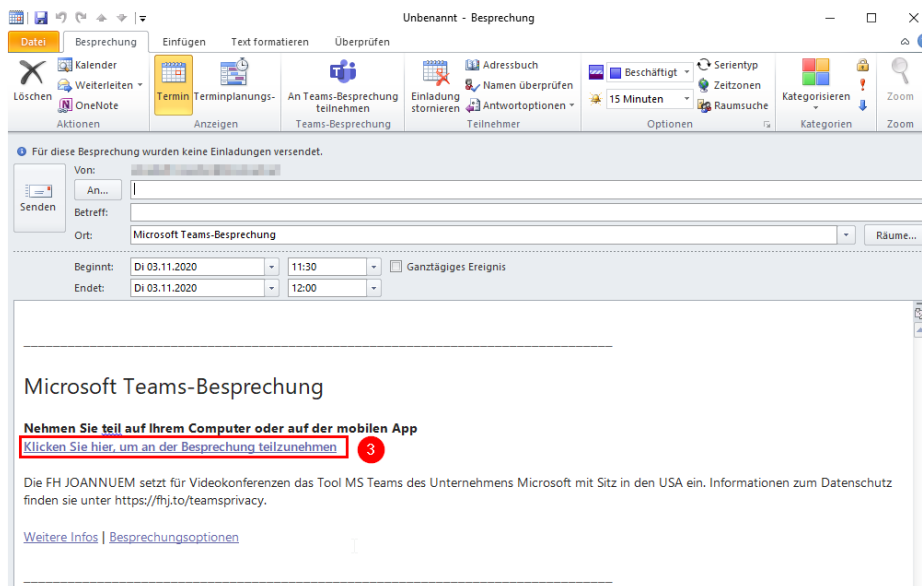 Unbenannt - Besprechung
Datei Besprechung Einfügen Text formatieren Überprüfen
Löschen
Kalender
Weiterleiten
OneNote
Aktionen
Termin Terminplanungs-
Anzeigen
An Teams-Besprechung
teilnehmen
Teams-Besprechung
Einladung
stornieren
Adressbuch
Namen überprüfen
Antwortoptionen
Teilnehmer
Beschäftigt
15 Minuten
Serientyp
Zeitzonen
Raumsuche
Optionen
Kategorisieren
Kategorien
Zoom
Zoom
Für diese Besprechung wurden keine Einladungen versendet.
Senden
Von:
An...
Betreff:
Ort: Microsoft Teams-Besprechung Räume...
Beginnt: Di 03.11.2020 11:30 Ganztägiges Ereignis
Endet: Di 03.11.2020 12:00
Microsoft Teams-Besprechung
Nehmen Sie teil auf Ihrem Computer oder auf der mobilen App
Klicken Sie hier, um an der Besprechung teilzunehmen 3
Die FH JOANNUEM setzt für Videokonferenzen das Tool MS Teams des Unternehmens Microsoft mit Sitz in den USA ein. Informationen zum Datenschutz
finden sie unter https://fhj.to/teamsprivacy.
Weitere Infos | Besprechungsoptionen